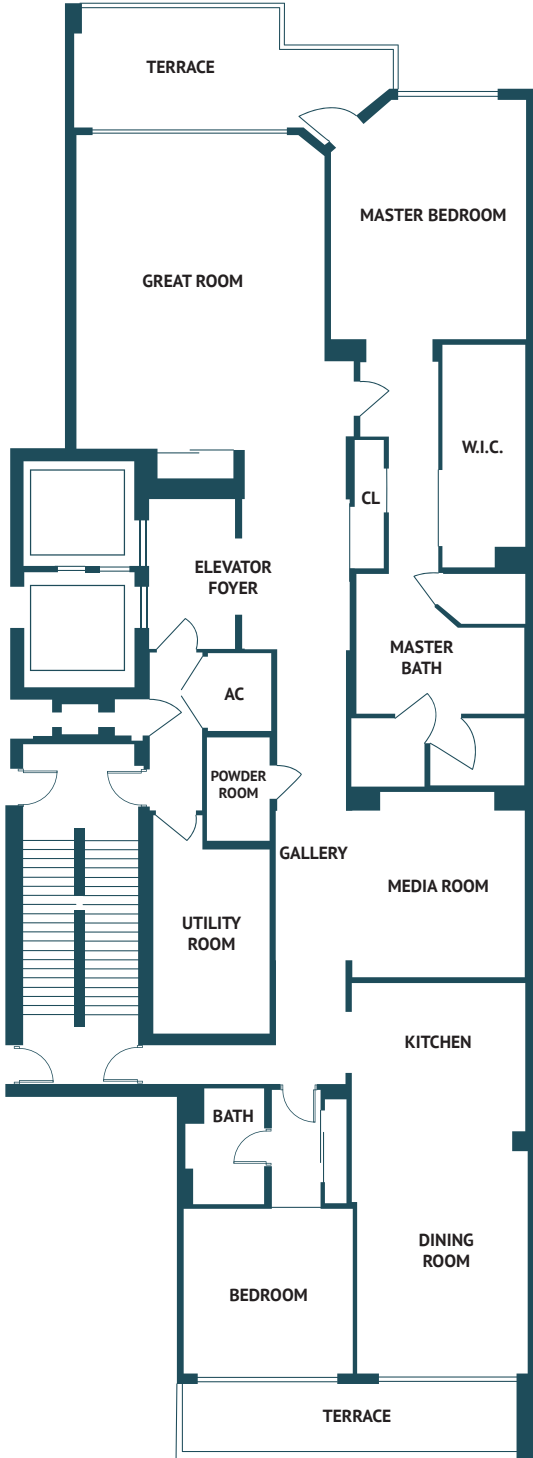 TERRACE
MASTER BEDROOM
GREAT ROOM
W.I.C.
CL
ELEVATOR
FOYER
MASTER
BATH
AC
POWDER
ROOM
GALLERY
MEDIA ROOM
UTILITY
ROOM
KITCHEN
BATH
DINING
ROOM
BEDROOM
TERRACE